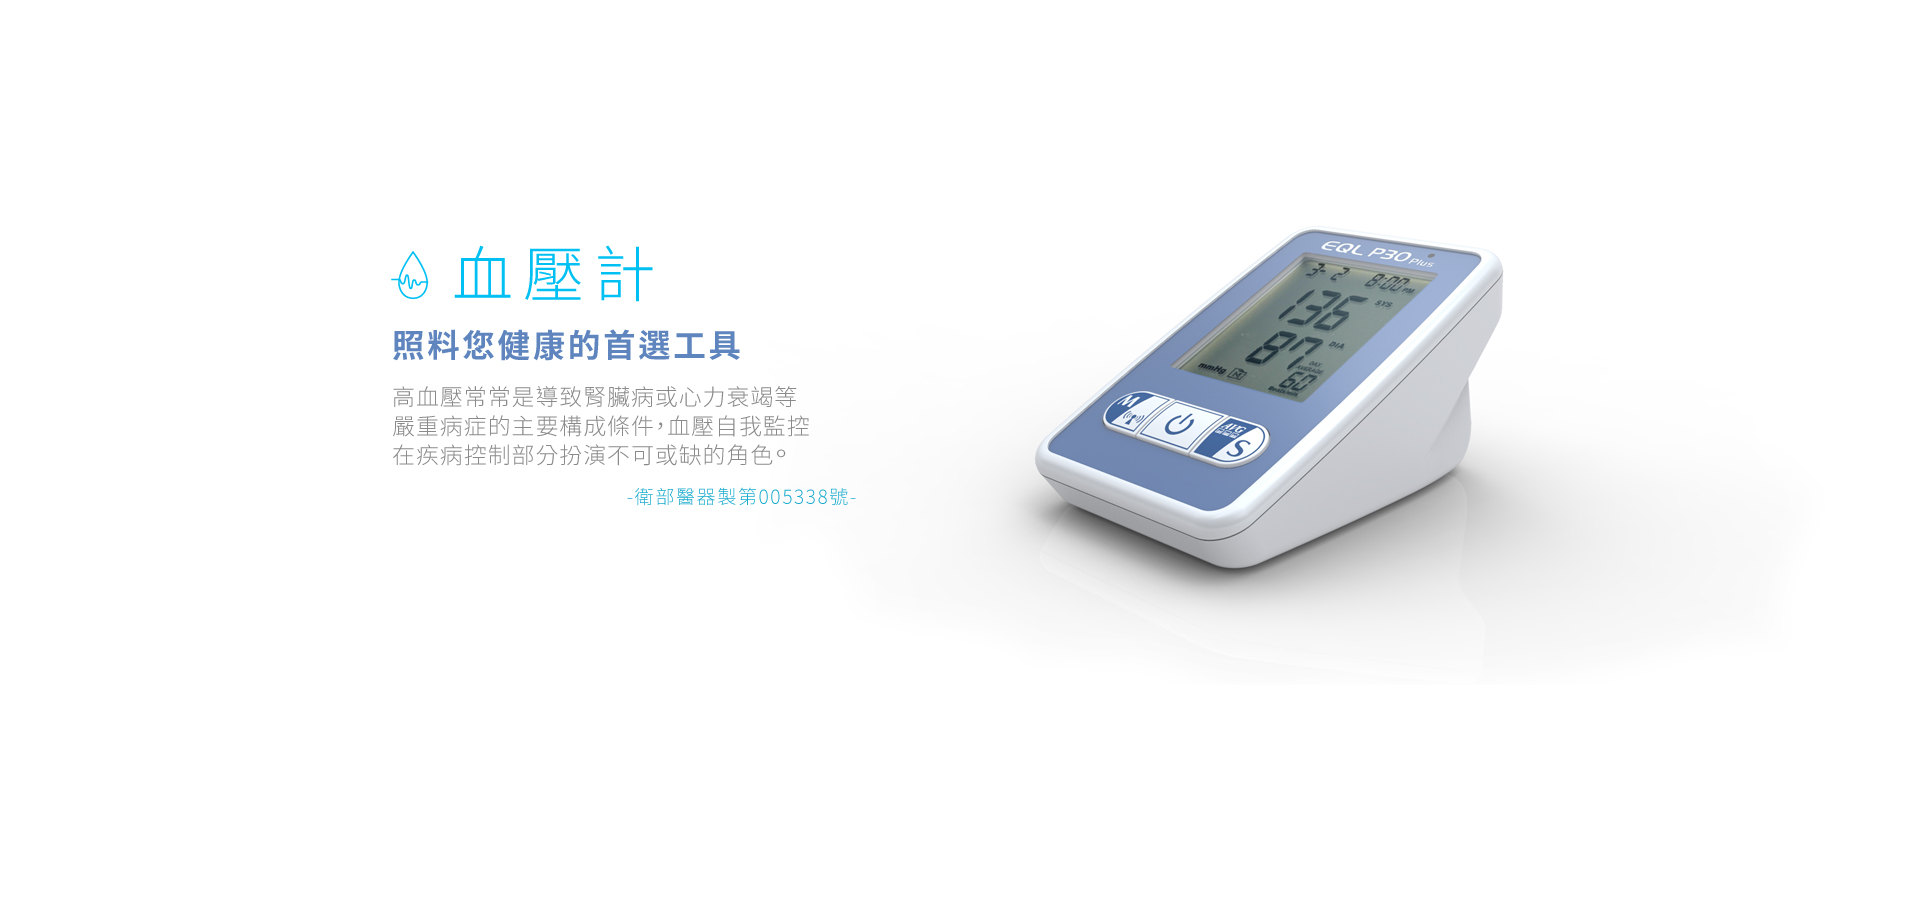 血壓計
照料您健康的首選工具
高血壓常常是導致腎臟病或心力衰竭等
嚴重病症的主要構成條件，血壓自我監控
在疾病控制部分扮演不可或缺的角色。
-衛部醫器製第005338號-
EQL P30 Plus
3- 2 8:00 PM
136 SYS
87 DIA
DAY
AVERAGE
mmHg 60
M
AVG
S